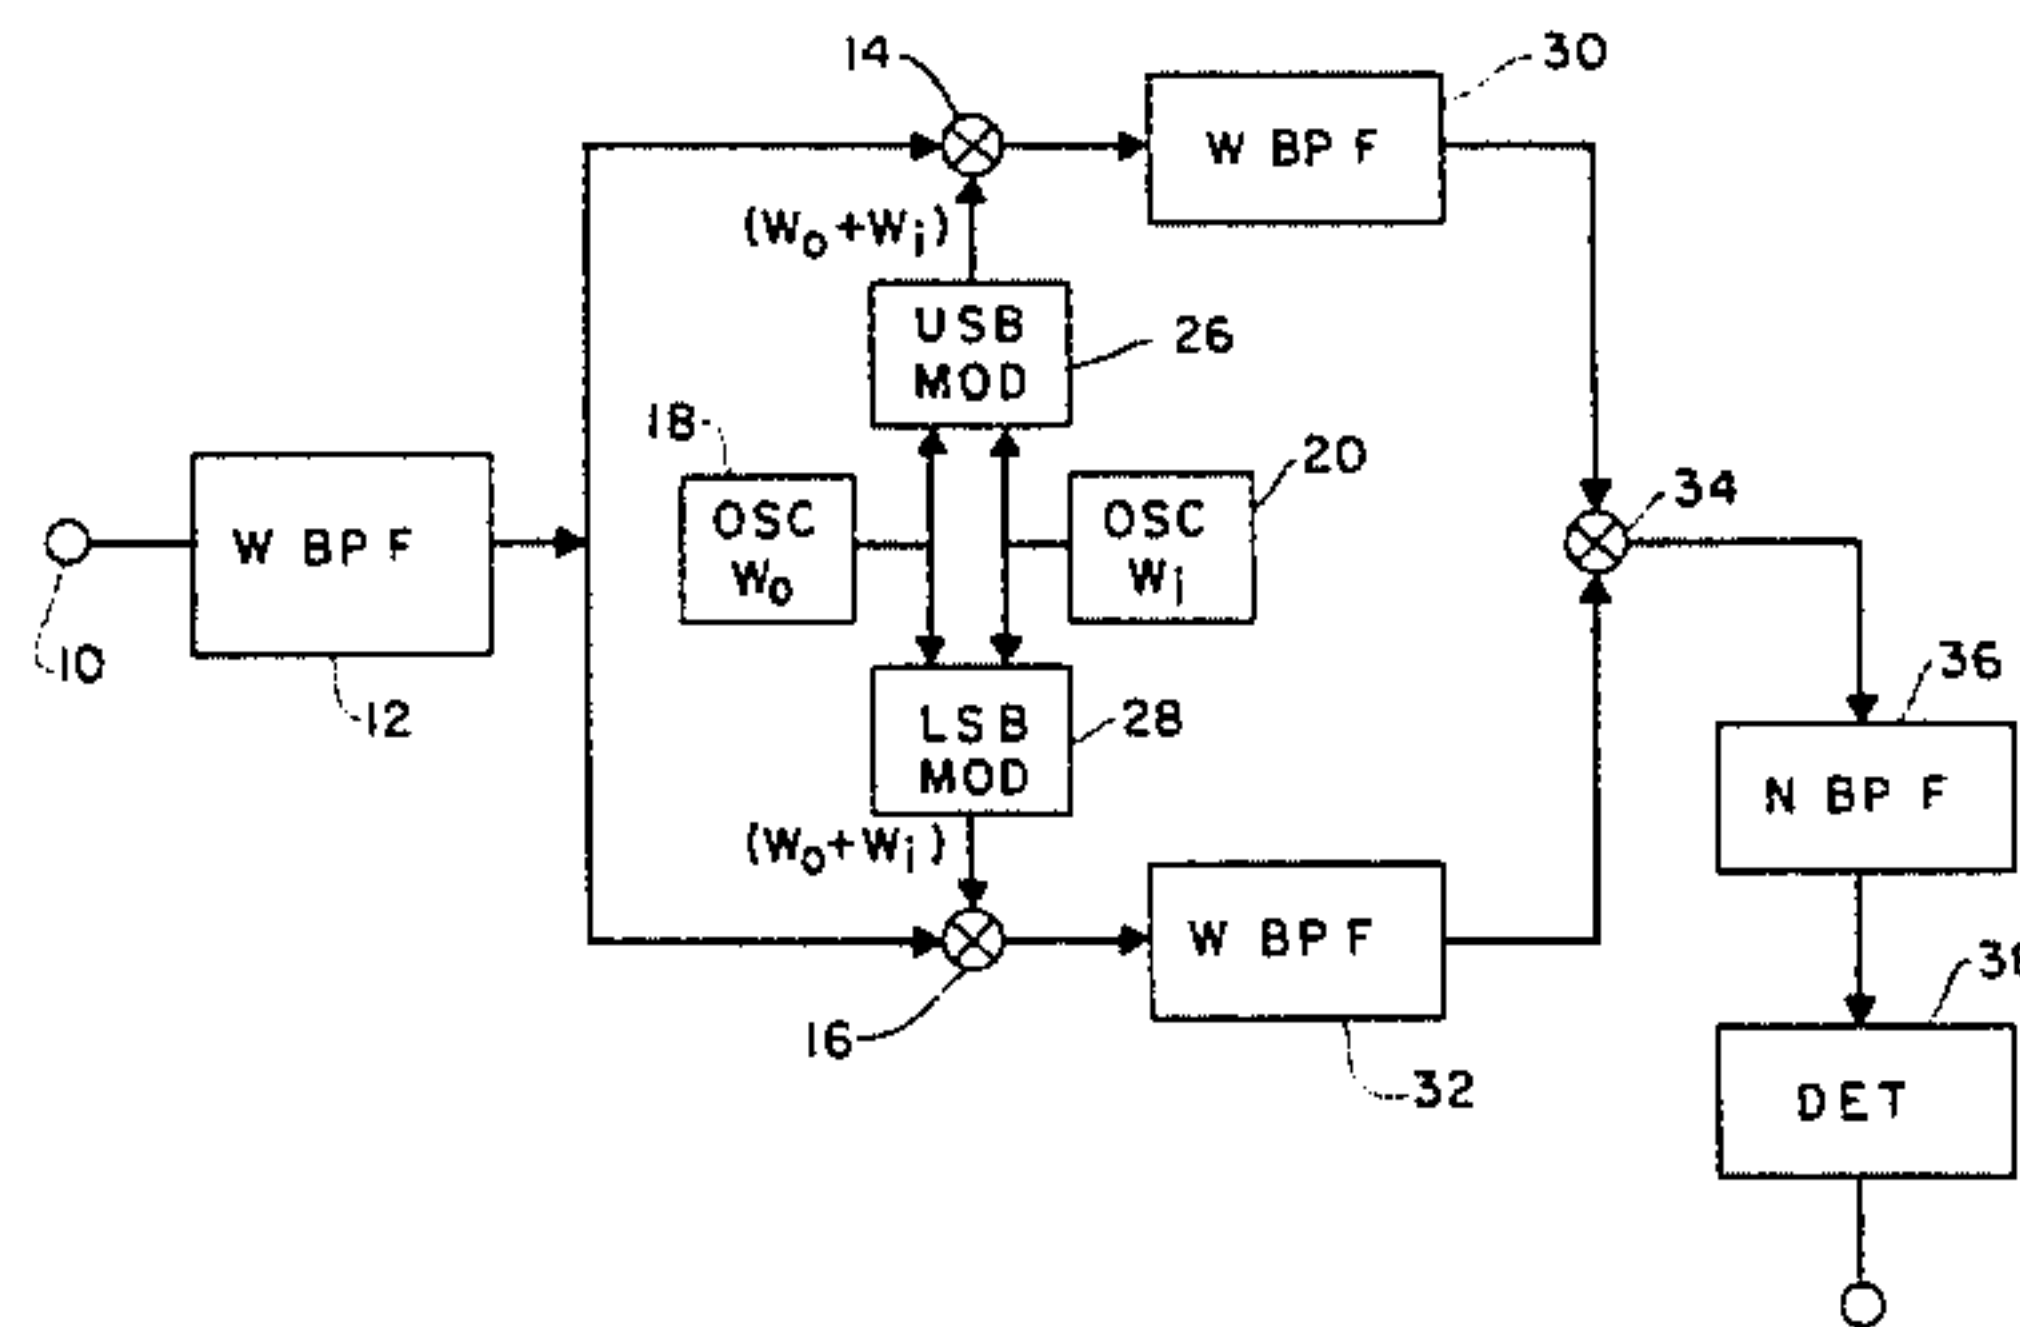 14
30
W BP F
(W₀+Wᵢ)
USB
MOD
26
18
20
OSC
W₀
OSC
Wᵢ
34
W BP F
10
12
36
LSB
MOD
28
N BP F
(W₀+Wᵢ)
W BP F
16
32
DET